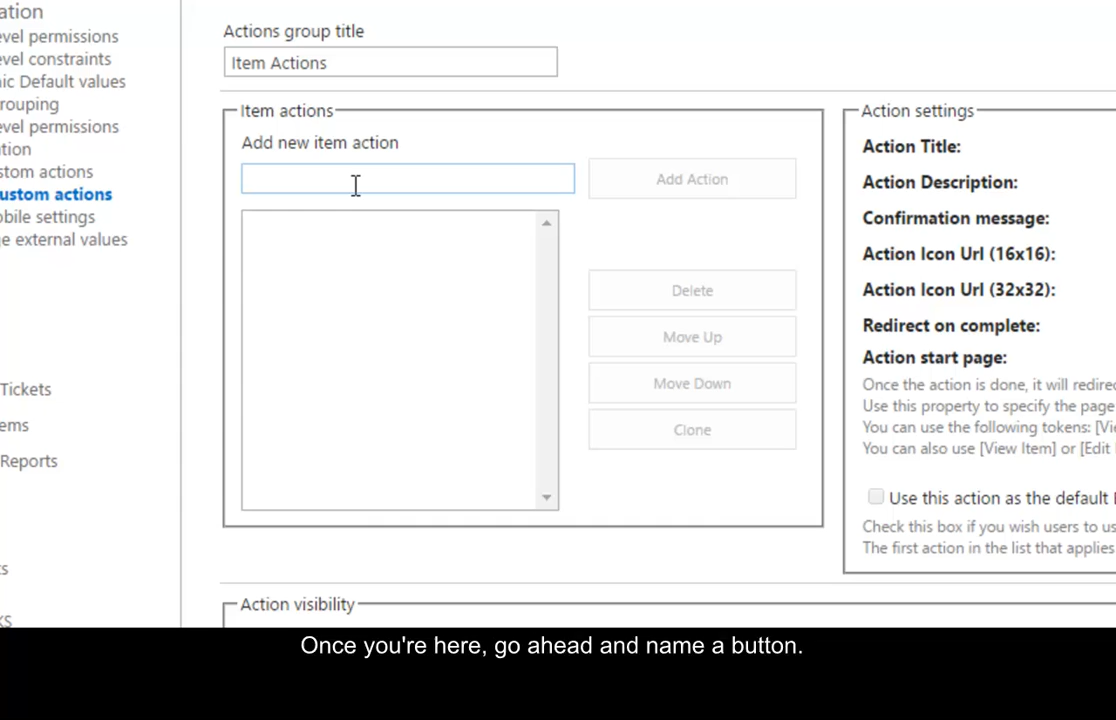 ation
evel permissions
evel constraints
ic Default values
rouping
evel permissions
tion
stom actions
ustom actions
obile settings
e external values
Tickets
ems
Reports
s
ks
Actions group title
Item Actions
Item actions
Add new item action
Add Action
Delete
Move Up
Move Down
Clone
Action settings
Action Title:
Action Description:
Confirmation message:
Action Icon Url (16x16):
Action Icon Url (32x32):
Redirect on complete:
Action start page:
Once the action is done, it will redirec
Use this property to specify the page
You can use the following tokens: [Vie
You can also use [View Item] or [Edit
Use this action as the default
Check this box if you wish users to us
The first action in the list that applies
Action visibility
Once you're here, go ahead and name a button.